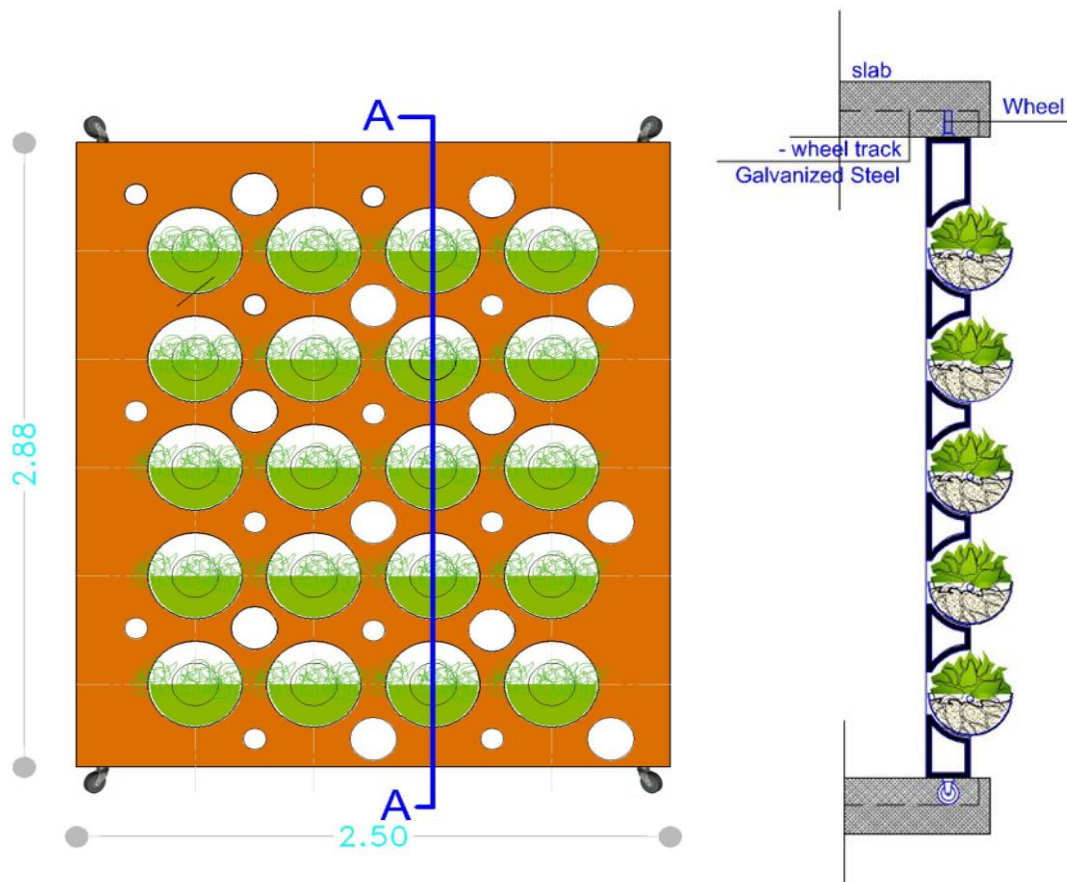 A
A
2.88
2.50
slab
Wheel
- wheel track
Galvanized Steel